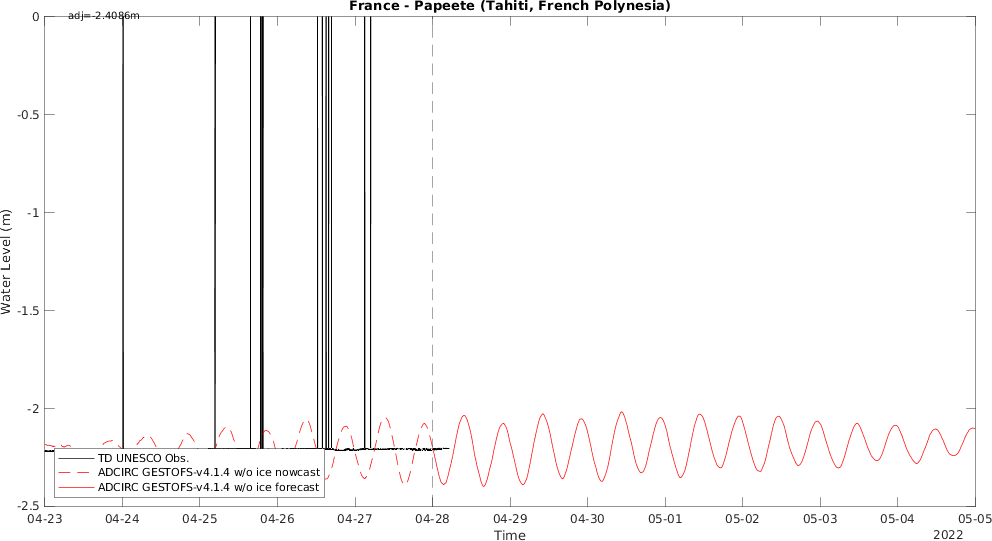 France - Papeete (Tahiti, French Polynesia)
adj=-2.4086m
0
-0.5
-1
-1.5
-2
-2.5
Water Level (m)
TD UNESCO Obs.
ADCIRC GESTOFS-v4.1.4 w/o ice nowcast
ADCIRC GESTOFS-v4.1.4 w/o ice forecast
04-23 04-24 04-25 04-26 04-27 04-28 04-29 04-30 05-01 05-02 05-03 05-04 05-05
Time
2022